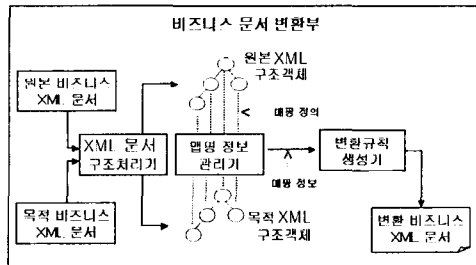 비즈니스 문서 변환부
원본 XML
구조객체
원본 비즈니스
XML 문서
매핑 정의
XML 문서
구조처리기
맵핑 정보
관리기
변환규칙
생성기
매핑 정보
목적 비즈니스
XML 문서
목적 XML
구조객체
변환 비즈니스
XML 문서